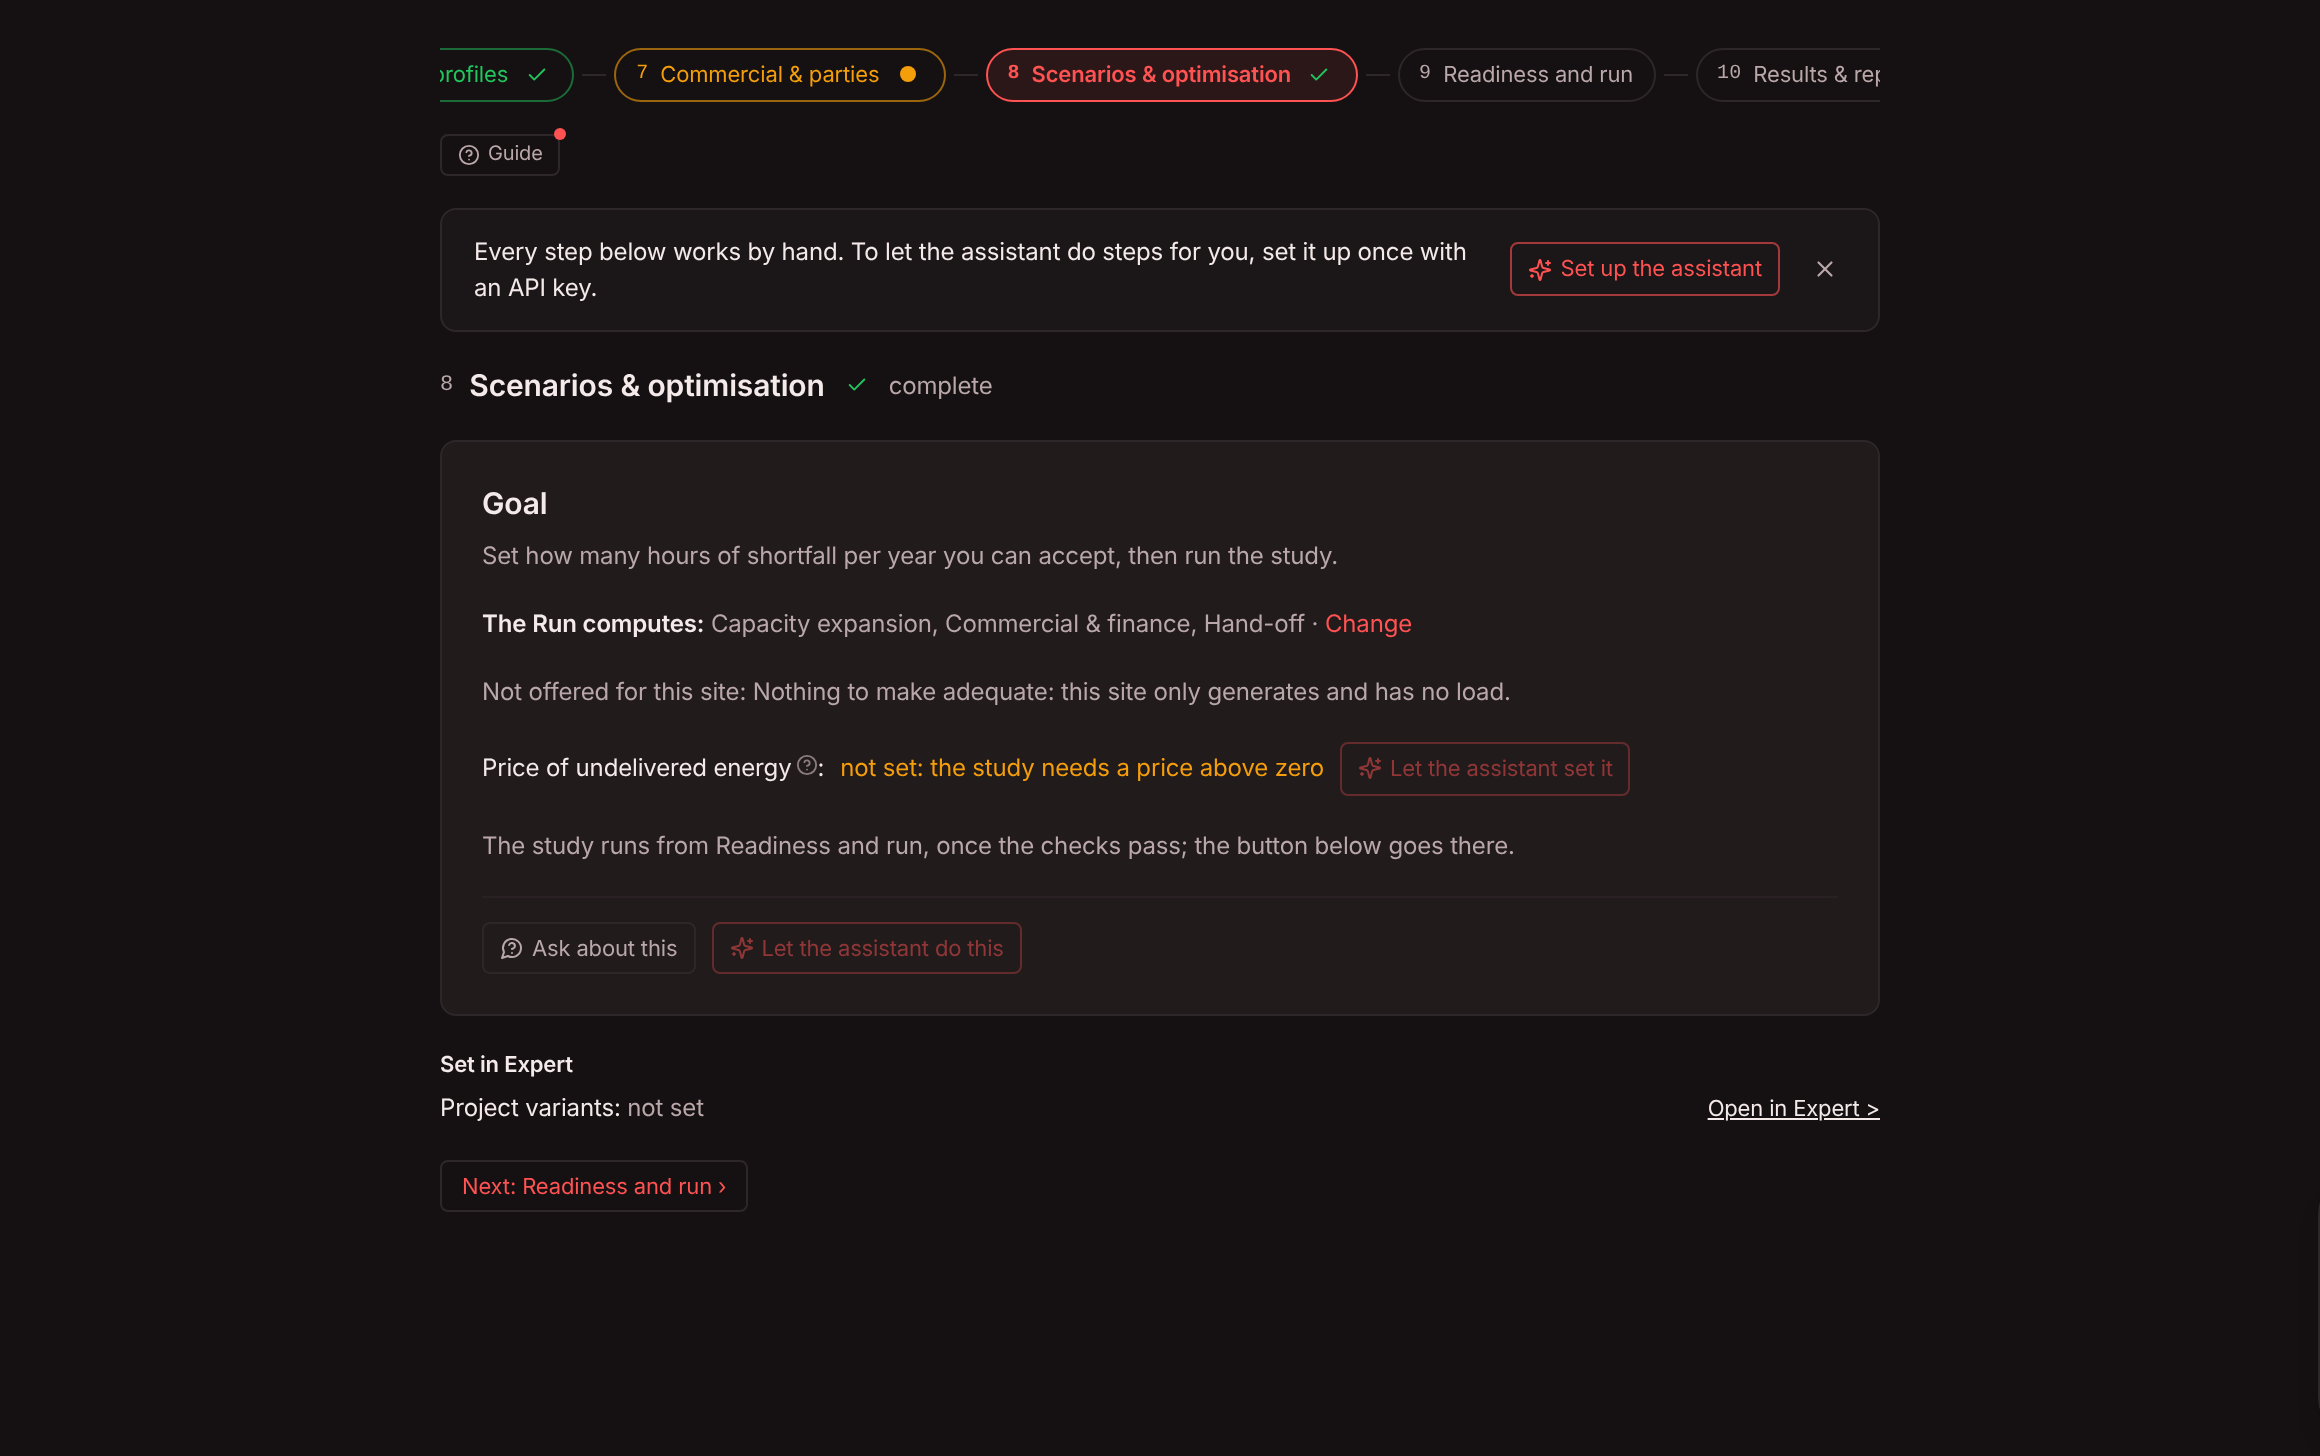 profiles
7 Commercial & parties
8 Scenarios & optimisation
9 Readiness and run
10 Results & rep
Guide
Every step below works by hand. To let the assistant do steps for you, set it up once with
an API key.
Set up the assistant
8 Scenarios & optimisation complete
Goal
Set how many hours of shortfall per year you can accept, then run the study.
The Run computes: Capacity expansion, Commercial & finance, Hand-off · Change
Not offered for this site: Nothing to make adequate: this site only generates and has no load.
Price of undelivered energy ?: not set: the study needs a price above zero Let the assistant set it
The study runs from Readiness and run, once the checks pass; the button below goes there.
Ask about this Let the assistant do this
Set in Expert
Project variants: not set Open in Expert >
Next: Readiness and run ›